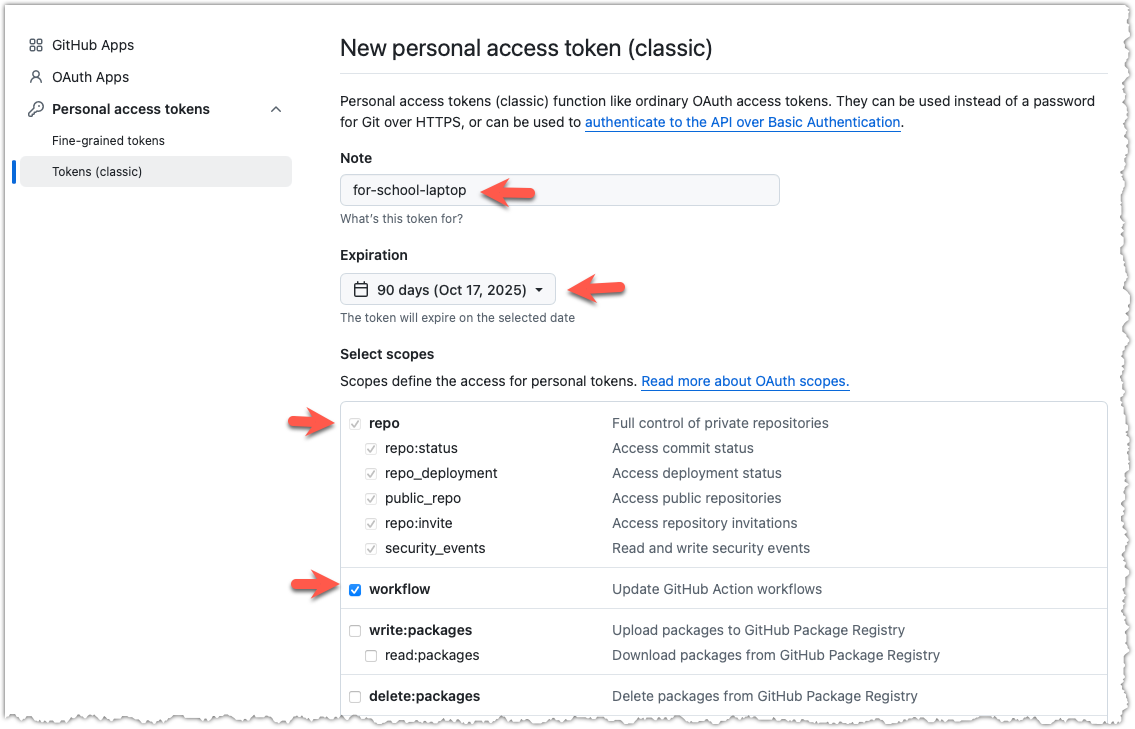 GitHub Apps
OAuth Apps
Personal access tokens
Fine-grained tokens
Tokens (classic)
New personal access token (classic)
Personal access tokens (classic) function like ordinary OAuth access tokens. They can be used instead of a password
for Git over HTTPS, or can be used to authenticate to the API over Basic Authentication.
Note
for-school-laptop
What's this token for?
Expiration
90 days (Oct 17, 2025)
The token will expire on the selected date
Select scopes
Scopes define the access for personal tokens. Read more about OAuth scopes.
repo Full control of private repositories
repo:status Access commit status
repo_deployment Access deployment status
public_repo Access public repositories
repo:invite Access repository invitations
security_events Read and write security events
workflow Update GitHub Action workflows
write:packages Upload packages to GitHub Package Registry
read:packages Download packages from GitHub Package Registry
delete:packages Delete packages from GitHub Package Registry